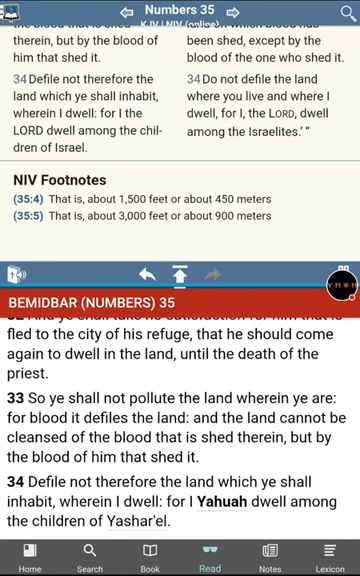 Numbers 35
KJV | NIV (online)
the blood that is shed
therein, but by the blood of
him that shed it.
34 Defile not therefore the
land which ye shall inhabit,
wherein I dwell: for I the
LORD dwell among the chil-
dren of Israel.
been shed, except by the
blood of the one who shed it.
34 Do not defile the land
where you live and where I
dwell, for I, the LORD, dwell
among the Israelites.’”
NIV Footnotes
(35:4) That is, about 1,500 feet or about 450 meters
(35:5) That is, about 3,000 feet or about 900 meters
Y·M·W·M
BEMIDBAR (NUMBERS) 35
fled to the city of his refuge, that he should come
again to dwell in the land, until the death of the
priest.
33 So ye shall not pollute the land wherein ye are:
for blood it defiles the land: and the land cannot be
cleansed of the blood that is shed therein, but by
the blood of him that shed it.
34 Defile not therefore the land which ye shall
inhabit, wherein I dwell: for I Yahuah dwell among
the children of Yashar'el.
Home
Search
Book
Read
Notes
Lexicon